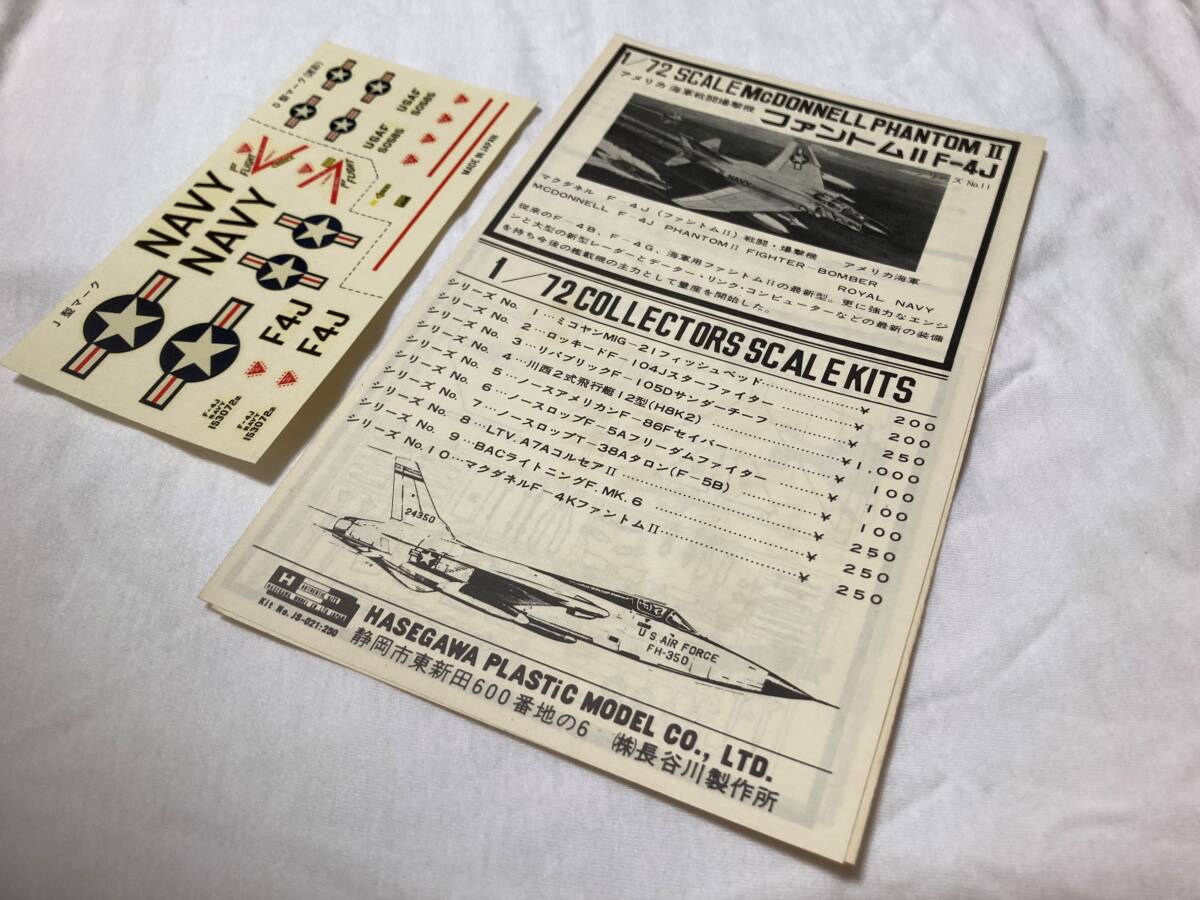 D型マーク(迷彩)
USAF
50585
USAF
50585
MADE IN JAPAN
FLIGHT
FLIGHT
NAVY
NAVY
J型マーク
F4J
F4J
F-4J
NAVY
153072a
F-4J
NAVY
153072a
1/72 SCALE McDONNELL PHANTOM II
アメリカ海軍戦闘爆撃機
ファントムII F-4J
シリーズ No.11
NAVY
マクダネル F-4J (ファントムII) 戦闘・爆撃機 アメリカ海軍
McDONNELL F-4J PHANTOM II FIGHTER-BOMBER ROYAL NAVY
従来のF-4B、F-4G、海軍用ファントムIIの最新型。更に強力なエンジ
ンと大型の新型レーダーとデーター・リンク・コンピューターなどの最新の装備
を持ち今後の艦載機の主力として量産を開始した。
1/72 COLLECTORS SCALE KITS
シリーズ No. 1…ミコヤンMIG-21フィッシュベッド……… ¥ 200
シリーズ No. 2…ロッキードF-104Jスターファイター……… ¥ 200
シリーズ No. 3…リパブリックF-105Dサンダーチーフ……… ¥ 250
シリーズ No. 4…川西2式飛行艇12型(H8K2)……… ¥1,000
シリーズ No. 5…ノースアメリカンF-86Fセイバー……… ¥ 100
シリーズ No. 6…ノースロップF-5Aフリーダムファイター……… ¥ 100
シリーズ No. 7…ノースロップT-38Aタロン(F-5B)……… ¥ 100
シリーズ No. 8…LTV.A7AコルセアII……… ¥ 250
シリーズ No. 9…BACライトニングF.MK.6……… ¥ 250
シリーズ No.10…マクダネルF-4KファントムII……… ¥ 250
24350
U S AIR FORCE
FH-350
H
AUTHENTIC KITS
HASEGAWA MODEL CO.LTD JAPAN
Kit No.JS-021:250
HASEGAWA PLASTiC MODEL CO., LTD.
静岡市東新田600番地の6 ㈱長谷川製作所